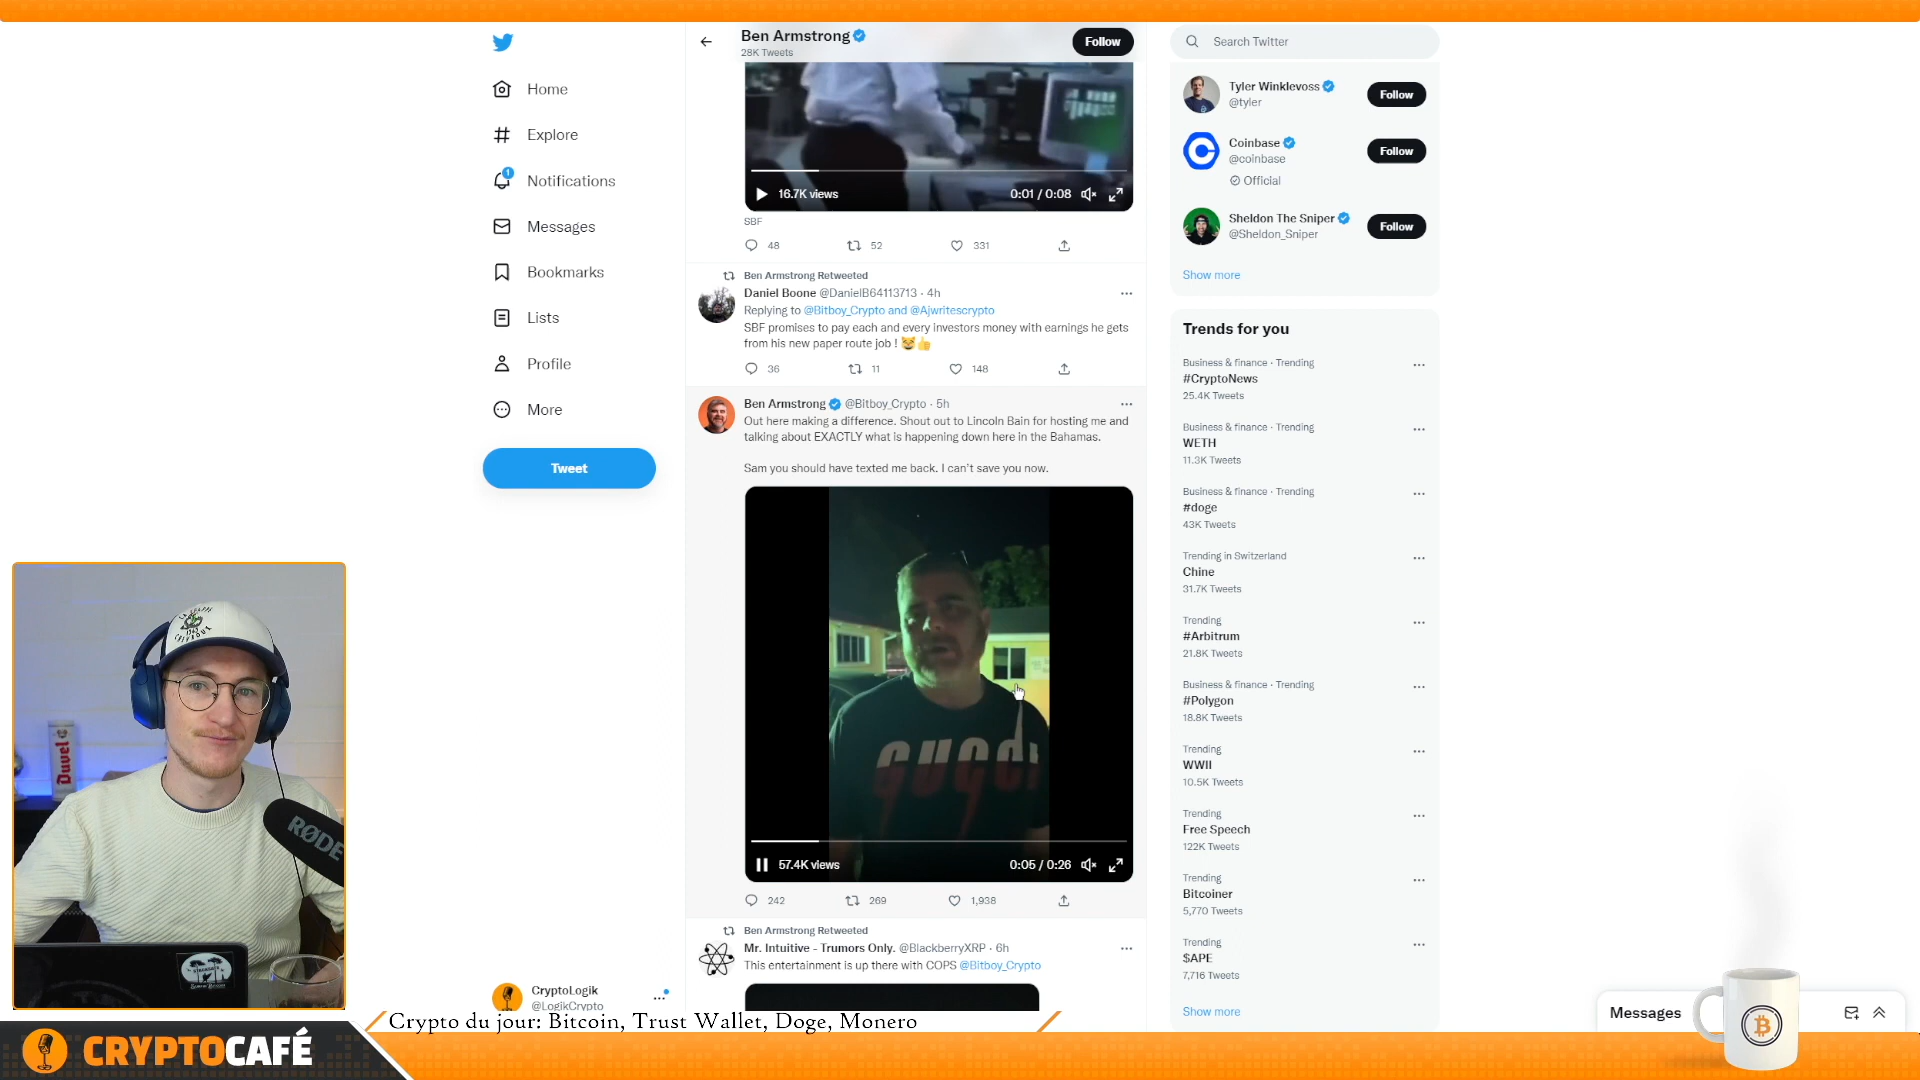 Home
Explore
1
Notifications
Messages
Bookmarks
Lists
Profile
More
Tweet
CryptoLogik
@LogikCrypto
Ben Armstrong
28K Tweets
Follow
16.7K views
0:01 / 0:08
SBF
48
52
331
Ben Armstrong Retweeted
Daniel Boone @DanielB64113713 · 4h
Replying to @Bitboy_Crypto and @Ajwritescrypto
SBF promises to pay each and every investors money with earnings he gets
from his new paper route job ! 😹👍
36
11
148
Ben Armstrong @Bitboy_Crypto · 5h
Out here making a difference. Shout out to Lincoln Bain for hosting me and
talking about EXACTLY what is happening down here in the Bahamas.
Sam you should have texted me back. I can't save you now.
GUCCI
57.4K views
0:05 / 0:26
242
269
1,938
Ben Armstrong Retweeted
Mr. Intuitive - Trumors Only. @BlackberryXRP · 6h
This entertainment is up there with COPS @Bitboy_Crypto
Search Twitter
Tyler Winklevoss
@tyler
Follow
Coinbase
@coinbase
Official
Follow
Sheldon The Sniper
@Sheldon_Sniper
Follow
Show more
Trends for you
Business & finance · Trending
#CryptoNews
25.4K Tweets
Business & finance · Trending
WETH
11.3K Tweets
Business & finance · Trending
#doge
43K Tweets
Trending in Switzerland
Chine
31.7K Tweets
Trending
#Arbitrum
21.8K Tweets
Business & finance · Trending
#Polygon
18.8K Tweets
Trending
WWII
10.5K Tweets
Trending
Free Speech
122K Tweets
Trending
Bitcoiner
5,770 Tweets
Trending
$APE
7,716 Tweets
Show more
Messages
Duvel
RØDE
Crypto du jour: Bitcoin, Trust Wallet, Doge, Monero
CRYPTOCAFÉ